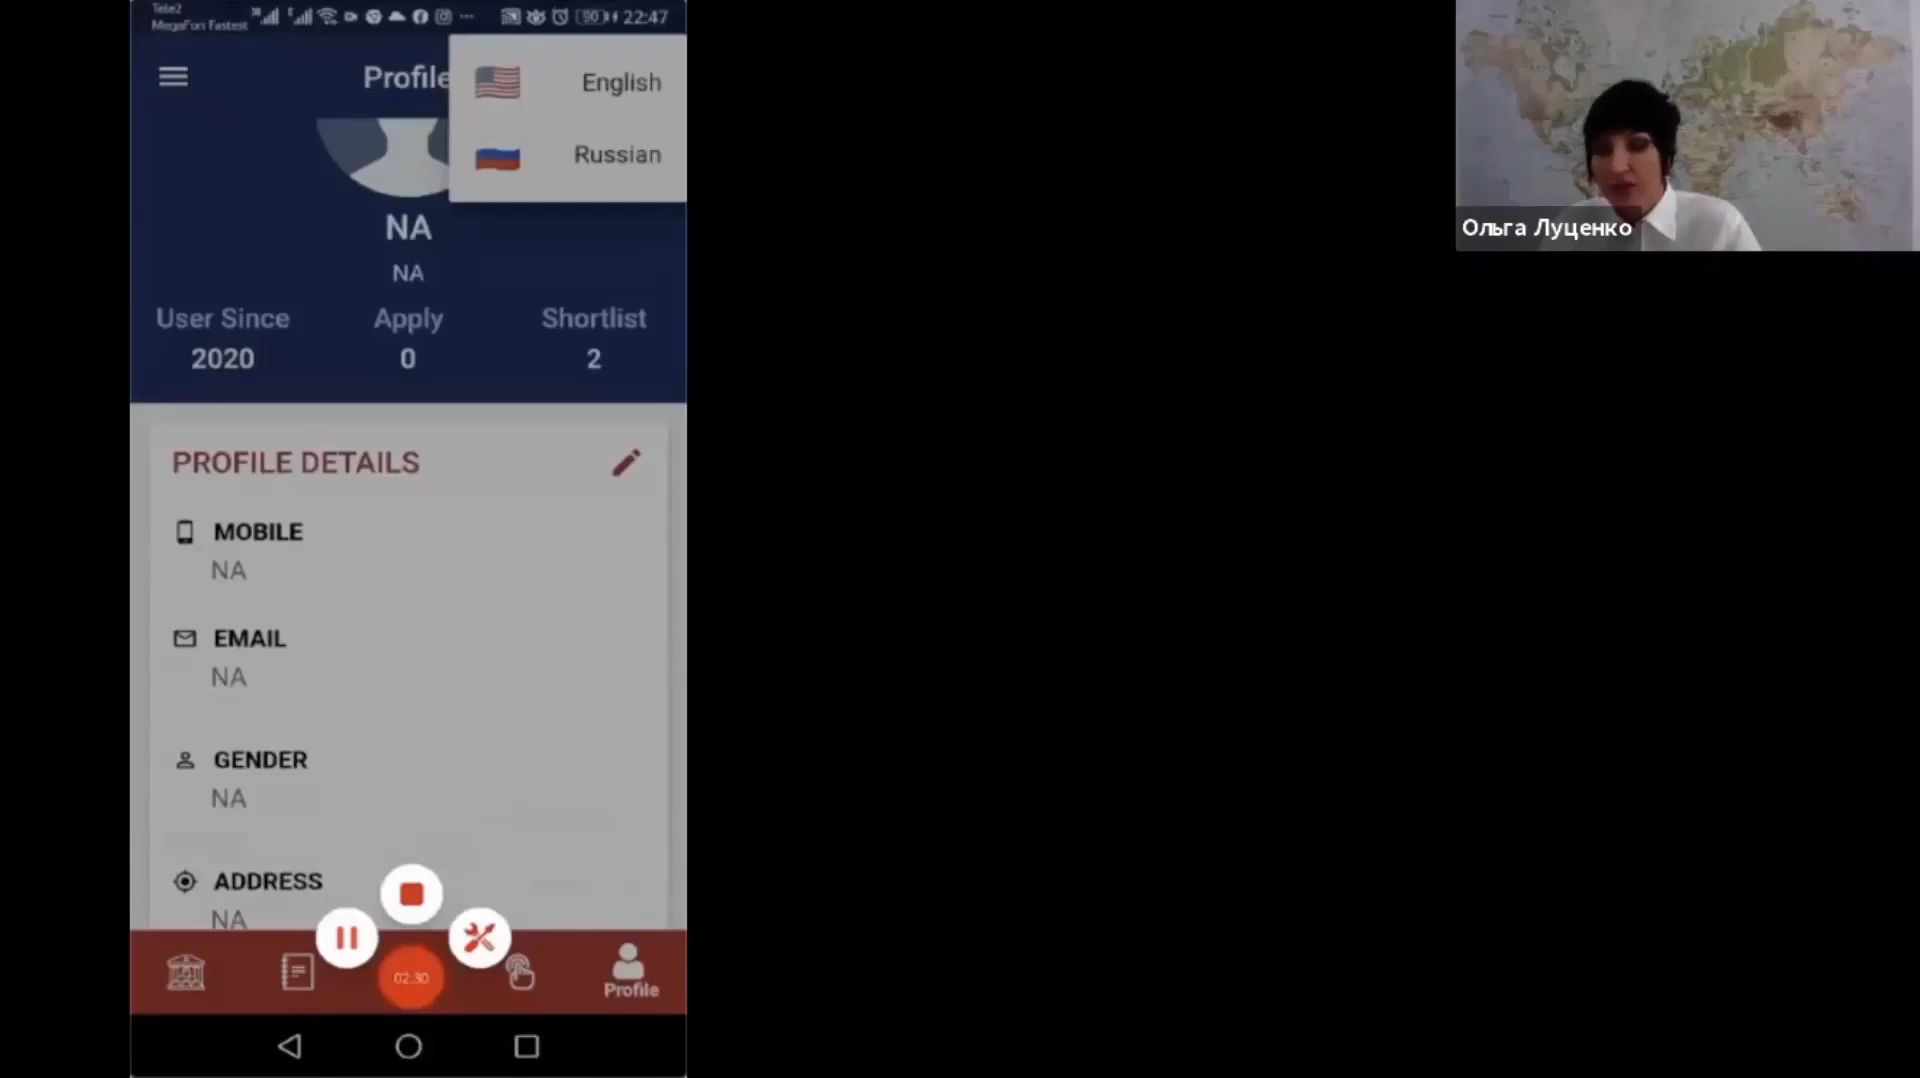 Tele2
MegaFon Fastest
90
22:47
Profile
English
Russian
NA
NA
User Since
Apply
Shortlist
2020
0
2
PROFILE DETAILS
MOBILE
NA
EMAIL
NA
GENDER
NA
ADDRESS
NA
02:30
Profile
Ольга Луценко